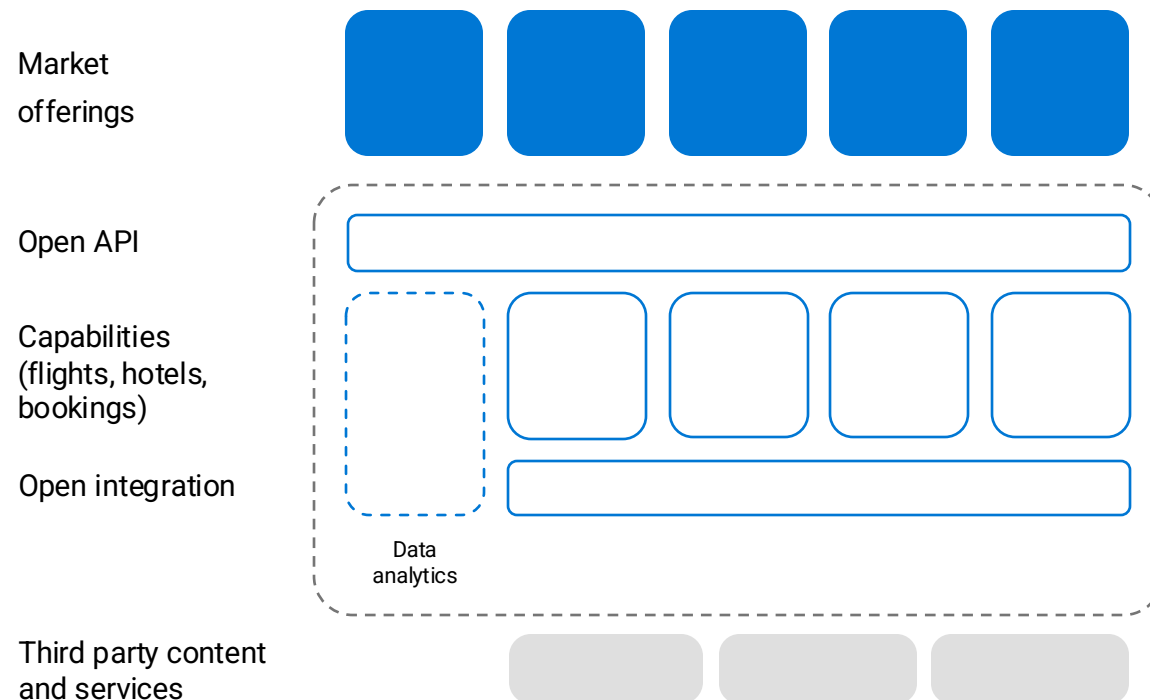 Market
offerings
Open API
Capabilities
(flights, hotels,
bookings)
Open integration
Data
analytics
Third party content
and services